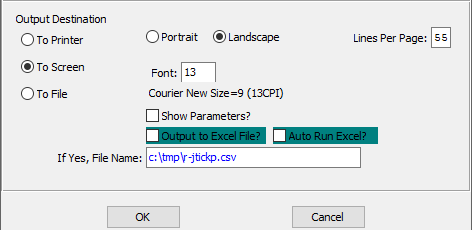 Output Destination
To Printer
Portrait
Landscape
Lines Per Page: 55
To Screen
Font: 13
To File
Courier New Size=9 (13CPI)
Show Parameters?
Output to Excel File?
Auto Run Excel?
If Yes, File Name: c:\tmp\r-jtickp.csv
OK
Cancel